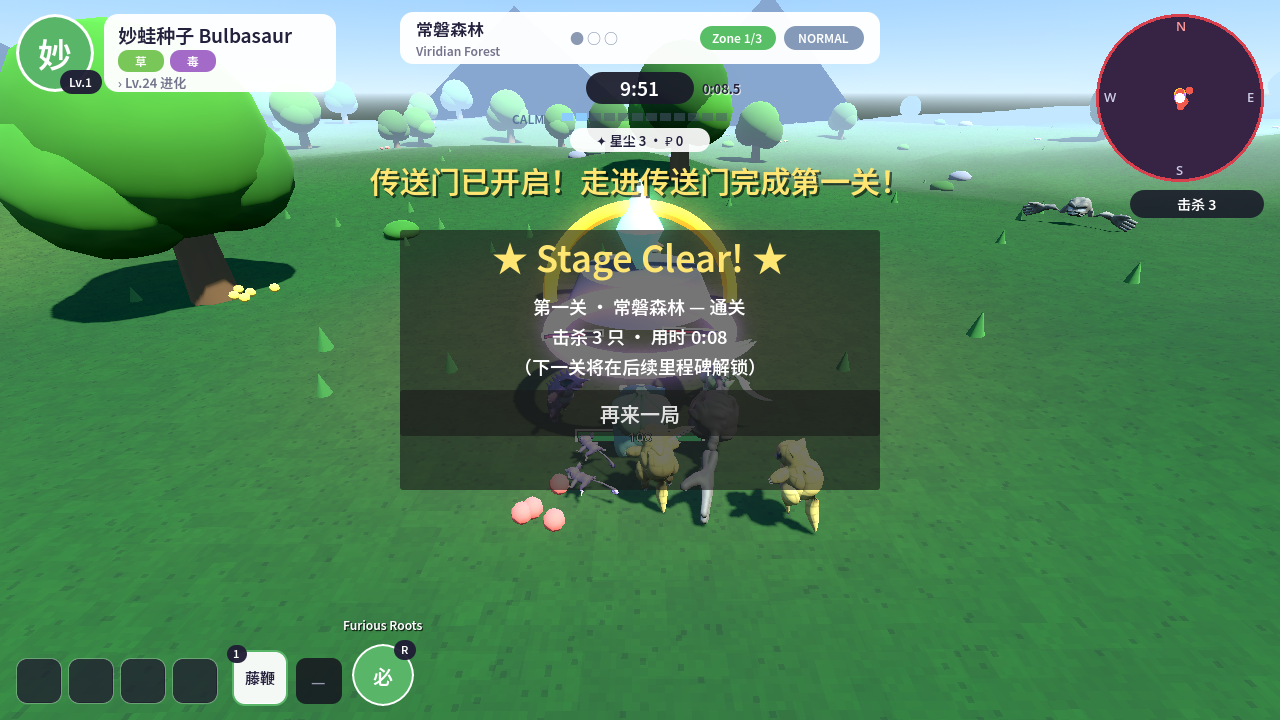 妙
Lv.1
妙蛙种子 Bulbasaur
草 毒
› Lv.24 进化
常磐森林
Viridian Forest
Zone 1/3
NORMAL
9:51
0:08.5
CALM
✦ 星尘 3 · ₽ 0
N
W
E
S
击杀 3
传送门已开启！走进传送门完成第一关！
★ Stage Clear! ★
第一关 · 常磐森林 — 通关
击杀 3 只 · 用时 0:08
（下一关将在后续里程碑解锁）
再来一局
Furious Roots
1
藤鞭
—
必
R